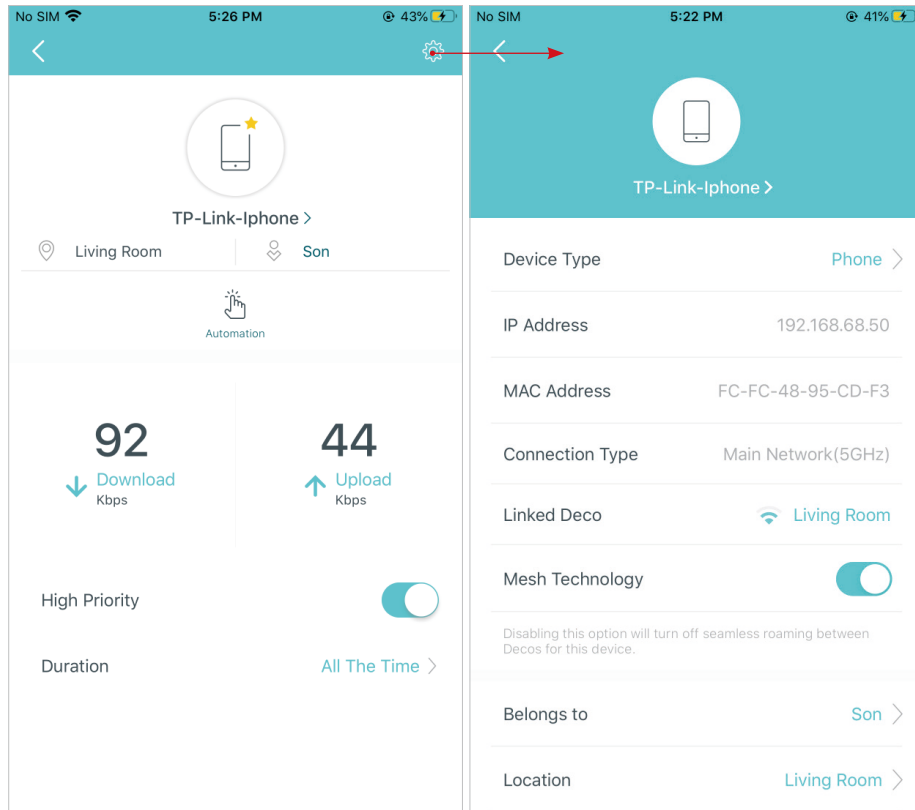 No SIM 5:26 PM 43%
TP-Link-Iphone >
Living Room Son
Automation
92 44
Download Upload
Kbps Kbps
High Priority
Duration All The Time >
No SIM 5:22 PM 41%
TP-Link-Iphone >
Device Type Phone >
IP Address 192.168.68.50
MAC Address FC-FC-48-95-CD-F3
Connection Type Main Network(5GHz)
Linked Deco Living Room
Mesh Technology
Disabling this option will turn off seamless roaming between
Decos for this device.
Belongs to Son >
Location Living Room >